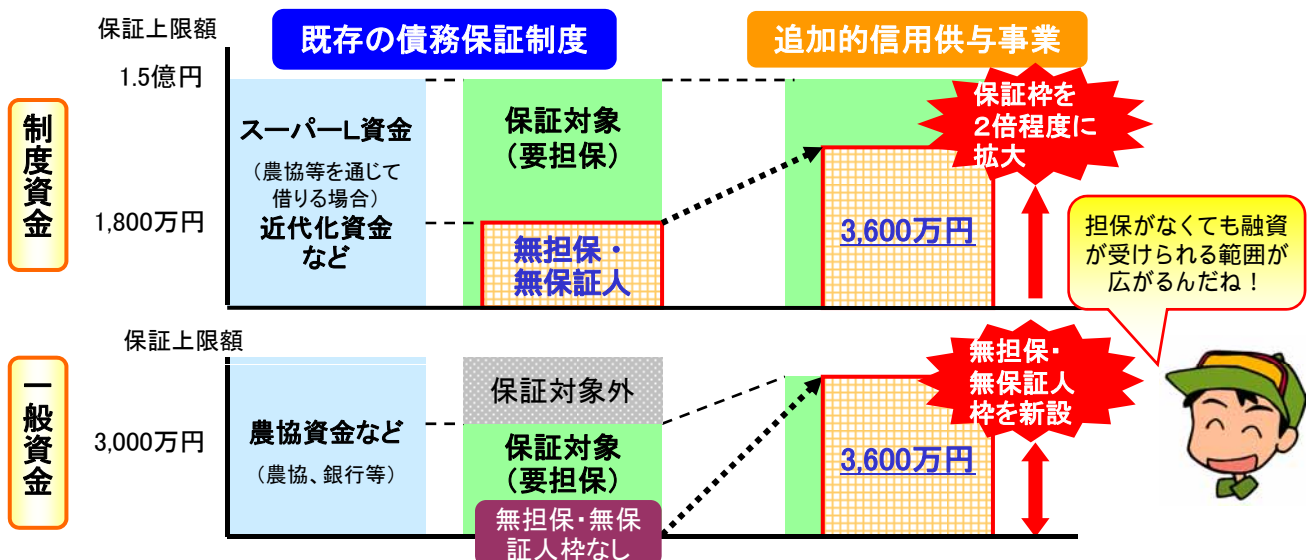 保証上限額
既存の債務保証制度
追加的信用供与事業
制度資金
1.5億円
1,800万円
スーパーL資金
(農協等を通じて
借りる場合)
近代化資金
など
保証対象
(要担保)
無担保・
無保証人
3,600万円
保証枠を
2倍程度に
拡大
担保がなくても融資
が受けられる範囲が
広がるんだね!
保証上限額
一般資金
3,000万円
農協資金など
(農協、銀行等)
保証対象外
保証対象
(要担保)
無担保・無保
証人枠なし
3,600万円
無担保・
無保証人
枠を新設